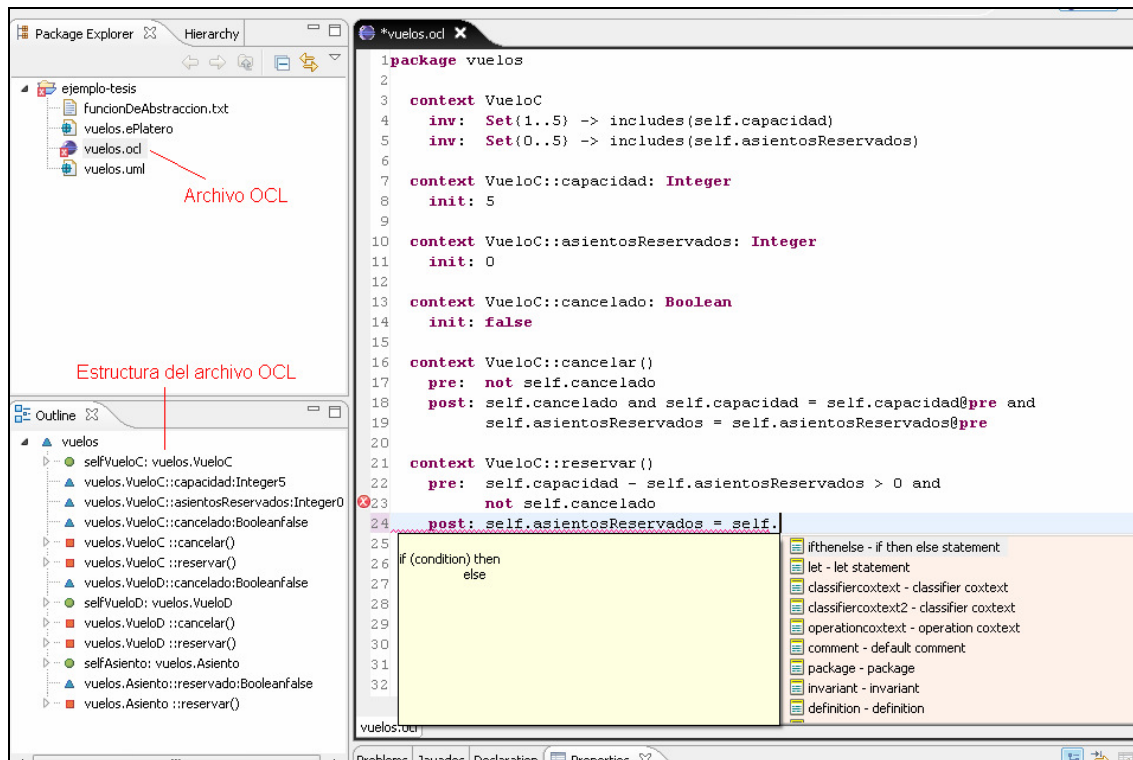 Package Explorer
Hierarchy
ejemplo-tesis
funcionDeAbstraccion.txt
vuelos.ePlatero
vuelos.ocl
vuelos.uml
Archivo OCL
Estructura del archivo OCL
Outline
vuelos
selfVueloC: vuelos.VueloC
vuelos.VueloC::capacidad:Integer5
vuelos.VueloC::asientosReservados:Integer0
vuelos.VueloC::cancelado:Booleanfalse
vuelos.VueloC ::cancelar()
vuelos.VueloC ::reservar()
vuelos.VueloD::cancelado:Booleanfalse
selfVueloD: vuelos.VueloD
vuelos.VueloD ::cancelar()
vuelos.VueloD ::reservar()
selfAsiento: vuelos.Asiento
vuelos.Asiento::reservado:Booleanfalse
vuelos.Asiento ::reservar()
*vuelos.ocl
1 package vuelos
2
3 context VueloC
4 inv: Set{1..5} -> includes(self.capacidad)
5 inv: Set{0..5} -> includes(self.asientosReservados)
6
7 context VueloC::capacidad: Integer
8 init: 5
9
10 context VueloC::asientosReservados: Integer
11 init: 0
12
13 context VueloC::cancelado: Boolean
14 init: false
15
16 context VueloC::cancelar()
17 pre: not self.cancelado
18 post: self.cancelado and self.capacidad = self.capacidad@pre and
19 self.asientosReservados = self.asientosReservados@pre
20
21 context VueloC::reservar()
22 pre: self.capacidad - self.asientosReservados > 0 and
23 not self.cancelado
24 post: self.asientosReservados = self.
25
26
27
28
29
30
31
32
if (condition) then
else
ifthenelse - if then else statement
let - let statement
classifiercoxtext - classifier coxtext
classifiercoxtext2 - classifier coxtext
operationcoxtext - operation coxtext
comment - default comment
package - package
invariant - invariant
definition - definition
vuelos.ocl
Problems Javadoc Declaration Properties